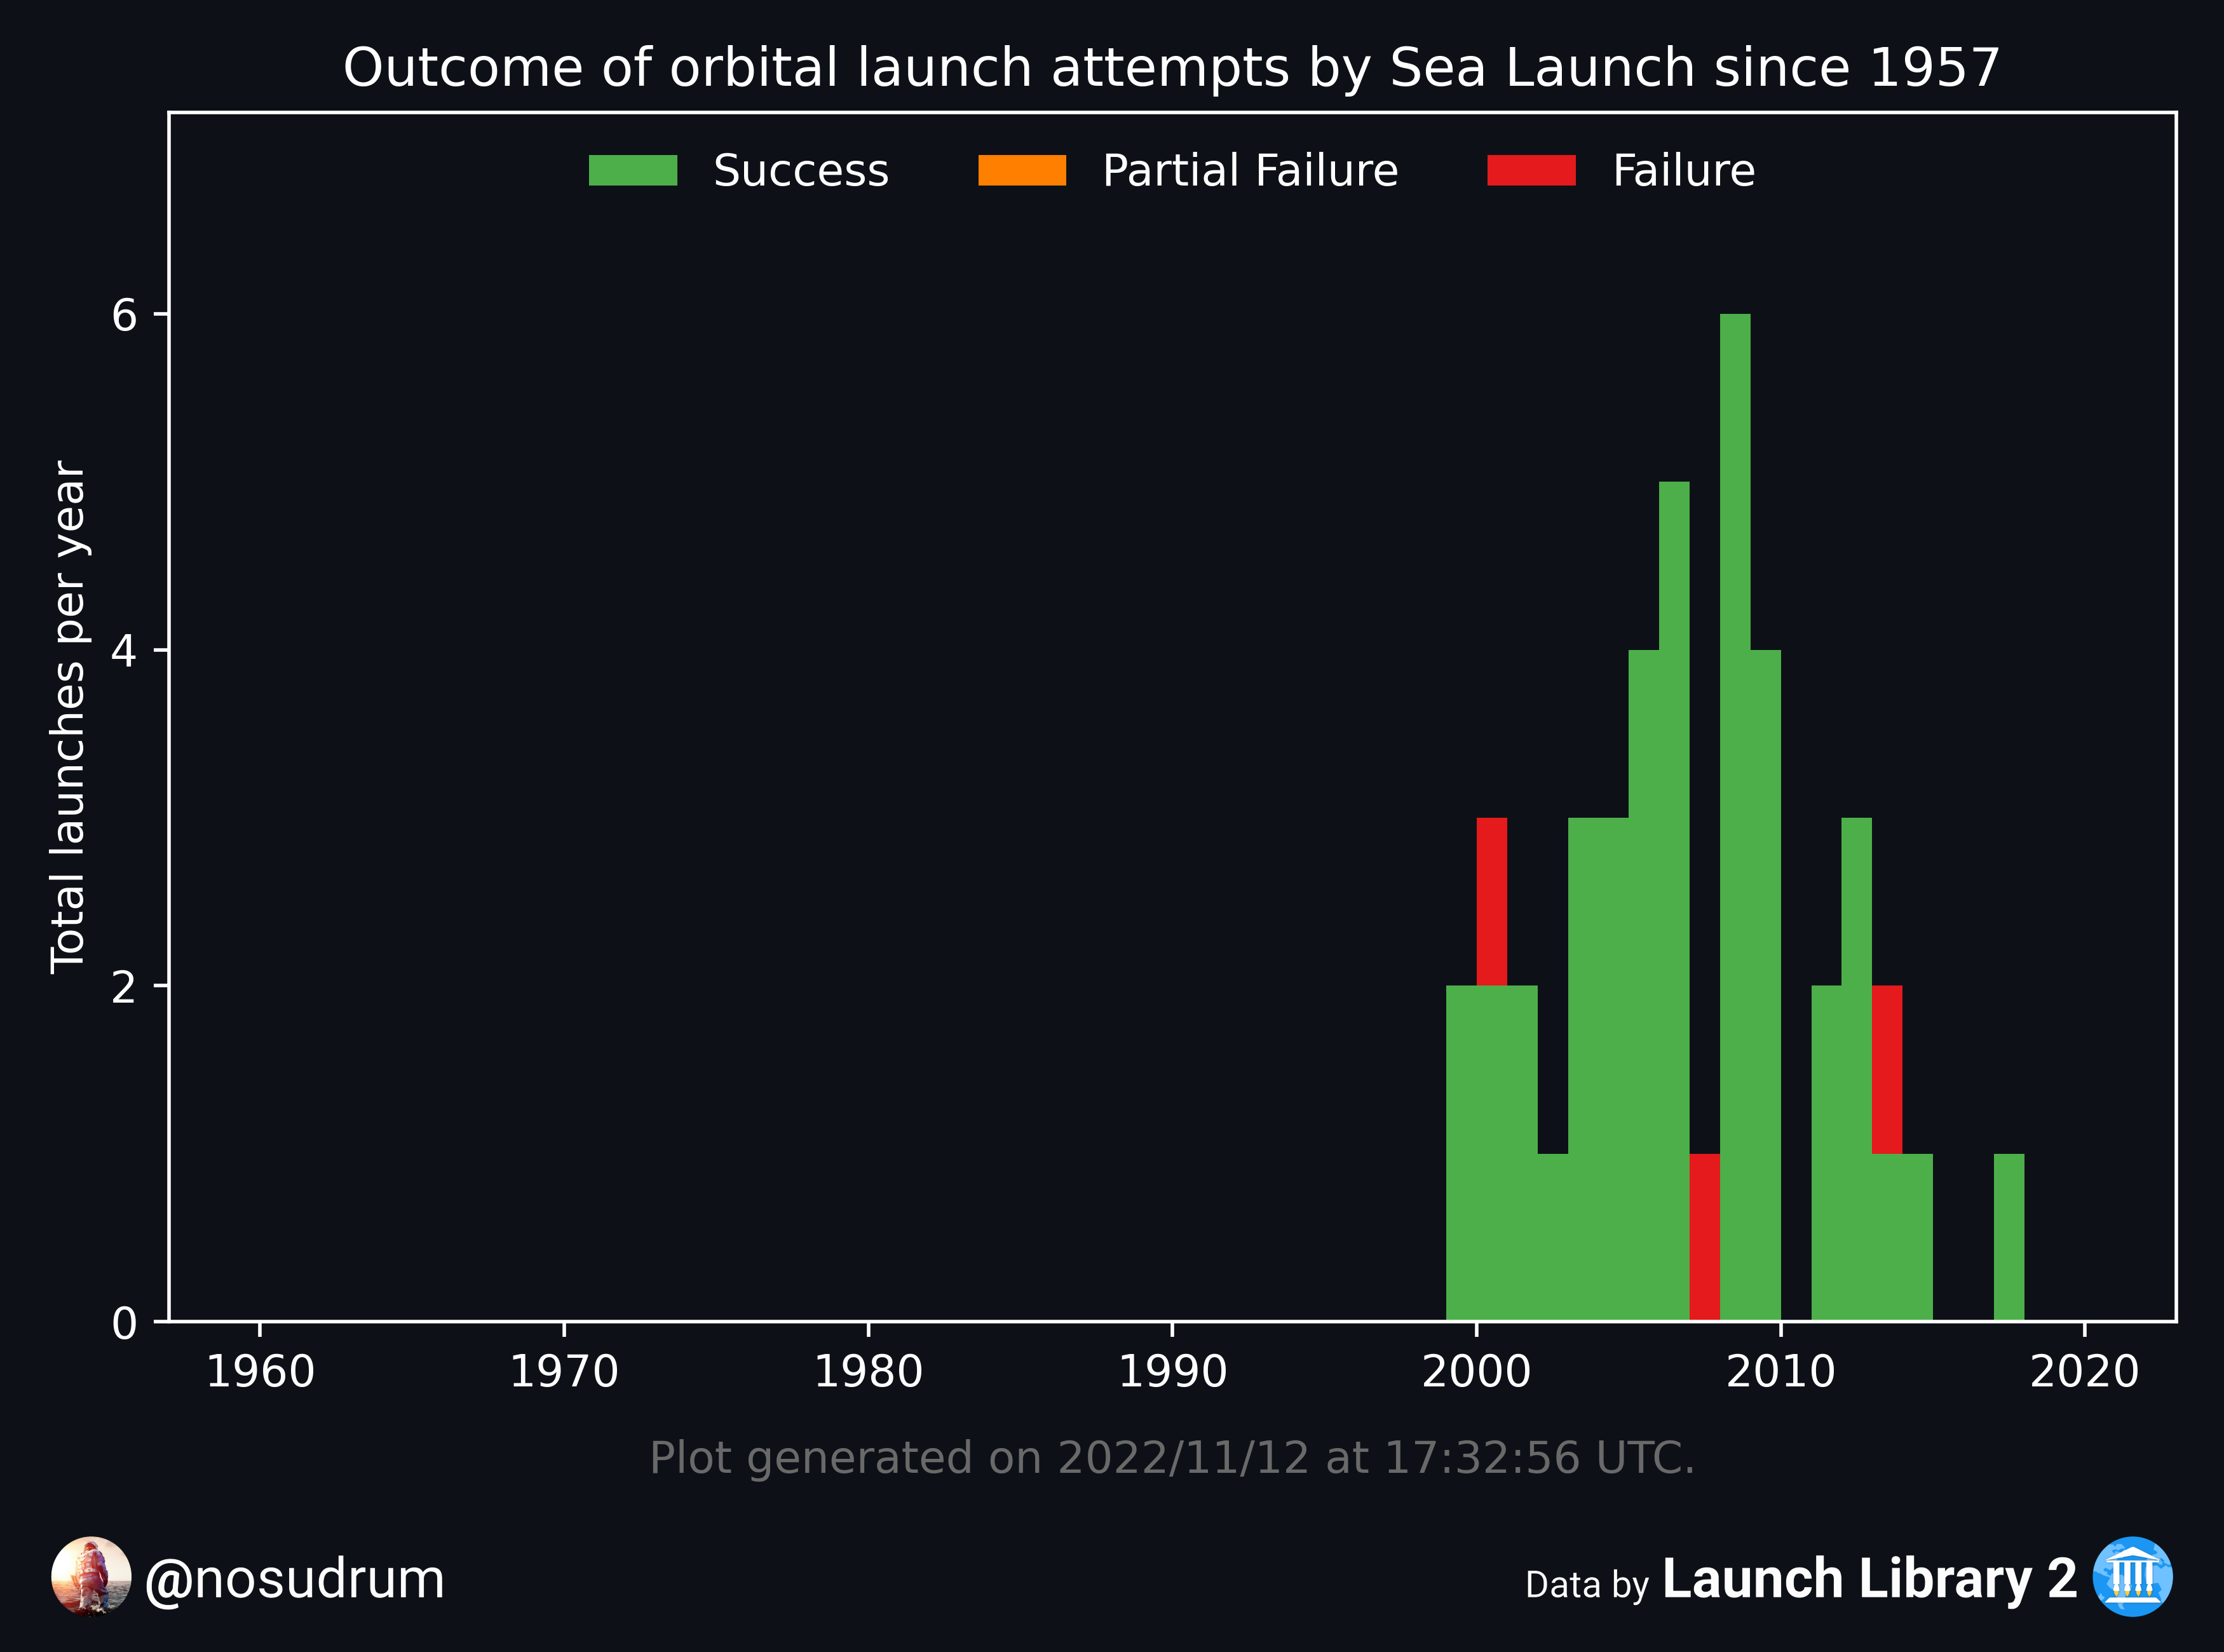 Outcome of orbital launch attempts by Sea Launch since 1957
Success Partial Failure Failure
Total launches per year
6
4
2
0
1960 1970 1980 1990 2000 2010 2020
Plot generated on 2022/11/12 at 17:32:56 UTC.
@nosudrum
Data by Launch Library 2